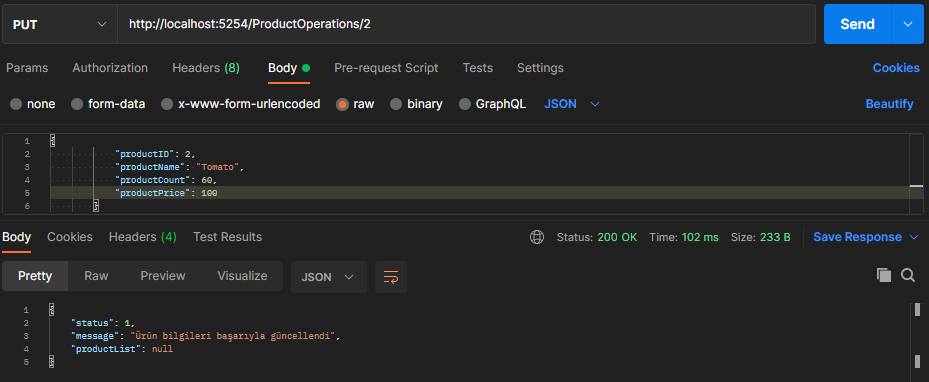 PUT http://localhost:5254/ProductOperations/2 Send
Params Authorization Headers (8) Body Pre-request Script Tests Settings Cookies
none form-data x-www-form-urlencoded raw binary GraphQL JSON Beautify
1 {
2 "productID": 2,
3 "productName": "Tomato",
4 "productCount": 60,
5 "productPrice": 100
6 }
Body Cookies Headers (4) Test Results Status: 200 OK Time: 102 ms Size: 233 B Save Response
Pretty Raw Preview Visualize JSON
1 {
2 "status": 1,
3 "message": "Ürün bilgileri başarıyla güncellendi",
4 "productList": null
5 }